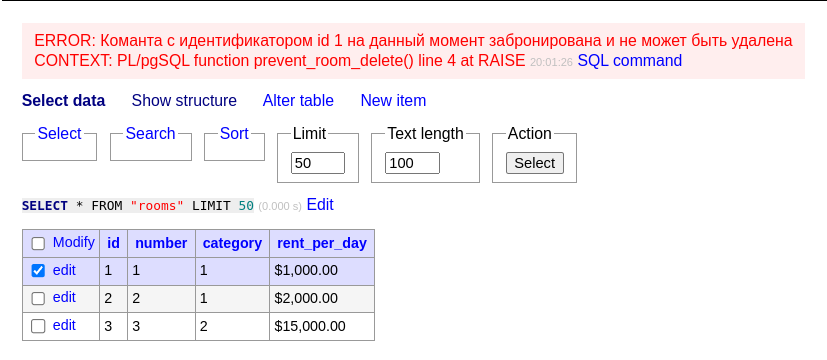 ERROR: Команта с идентификатором id 1 на данный момент забронирована и не может быть удалена
CONTEXT: PL/pgSQL function prevent_room_delete() line 4 at RAISE 20:01:26 SQL command
Select data Show structure Alter table New item
Select Search Sort Limit Text length Action
50 100 Select
SELECT * FROM "rooms" LIMIT 50 (0.000 s) Edit
Modify id number category rent_per_day
edit 1 1 1 $1,000.00
edit 2 2 1 $2,000.00
edit 3 3 2 $15,000.00